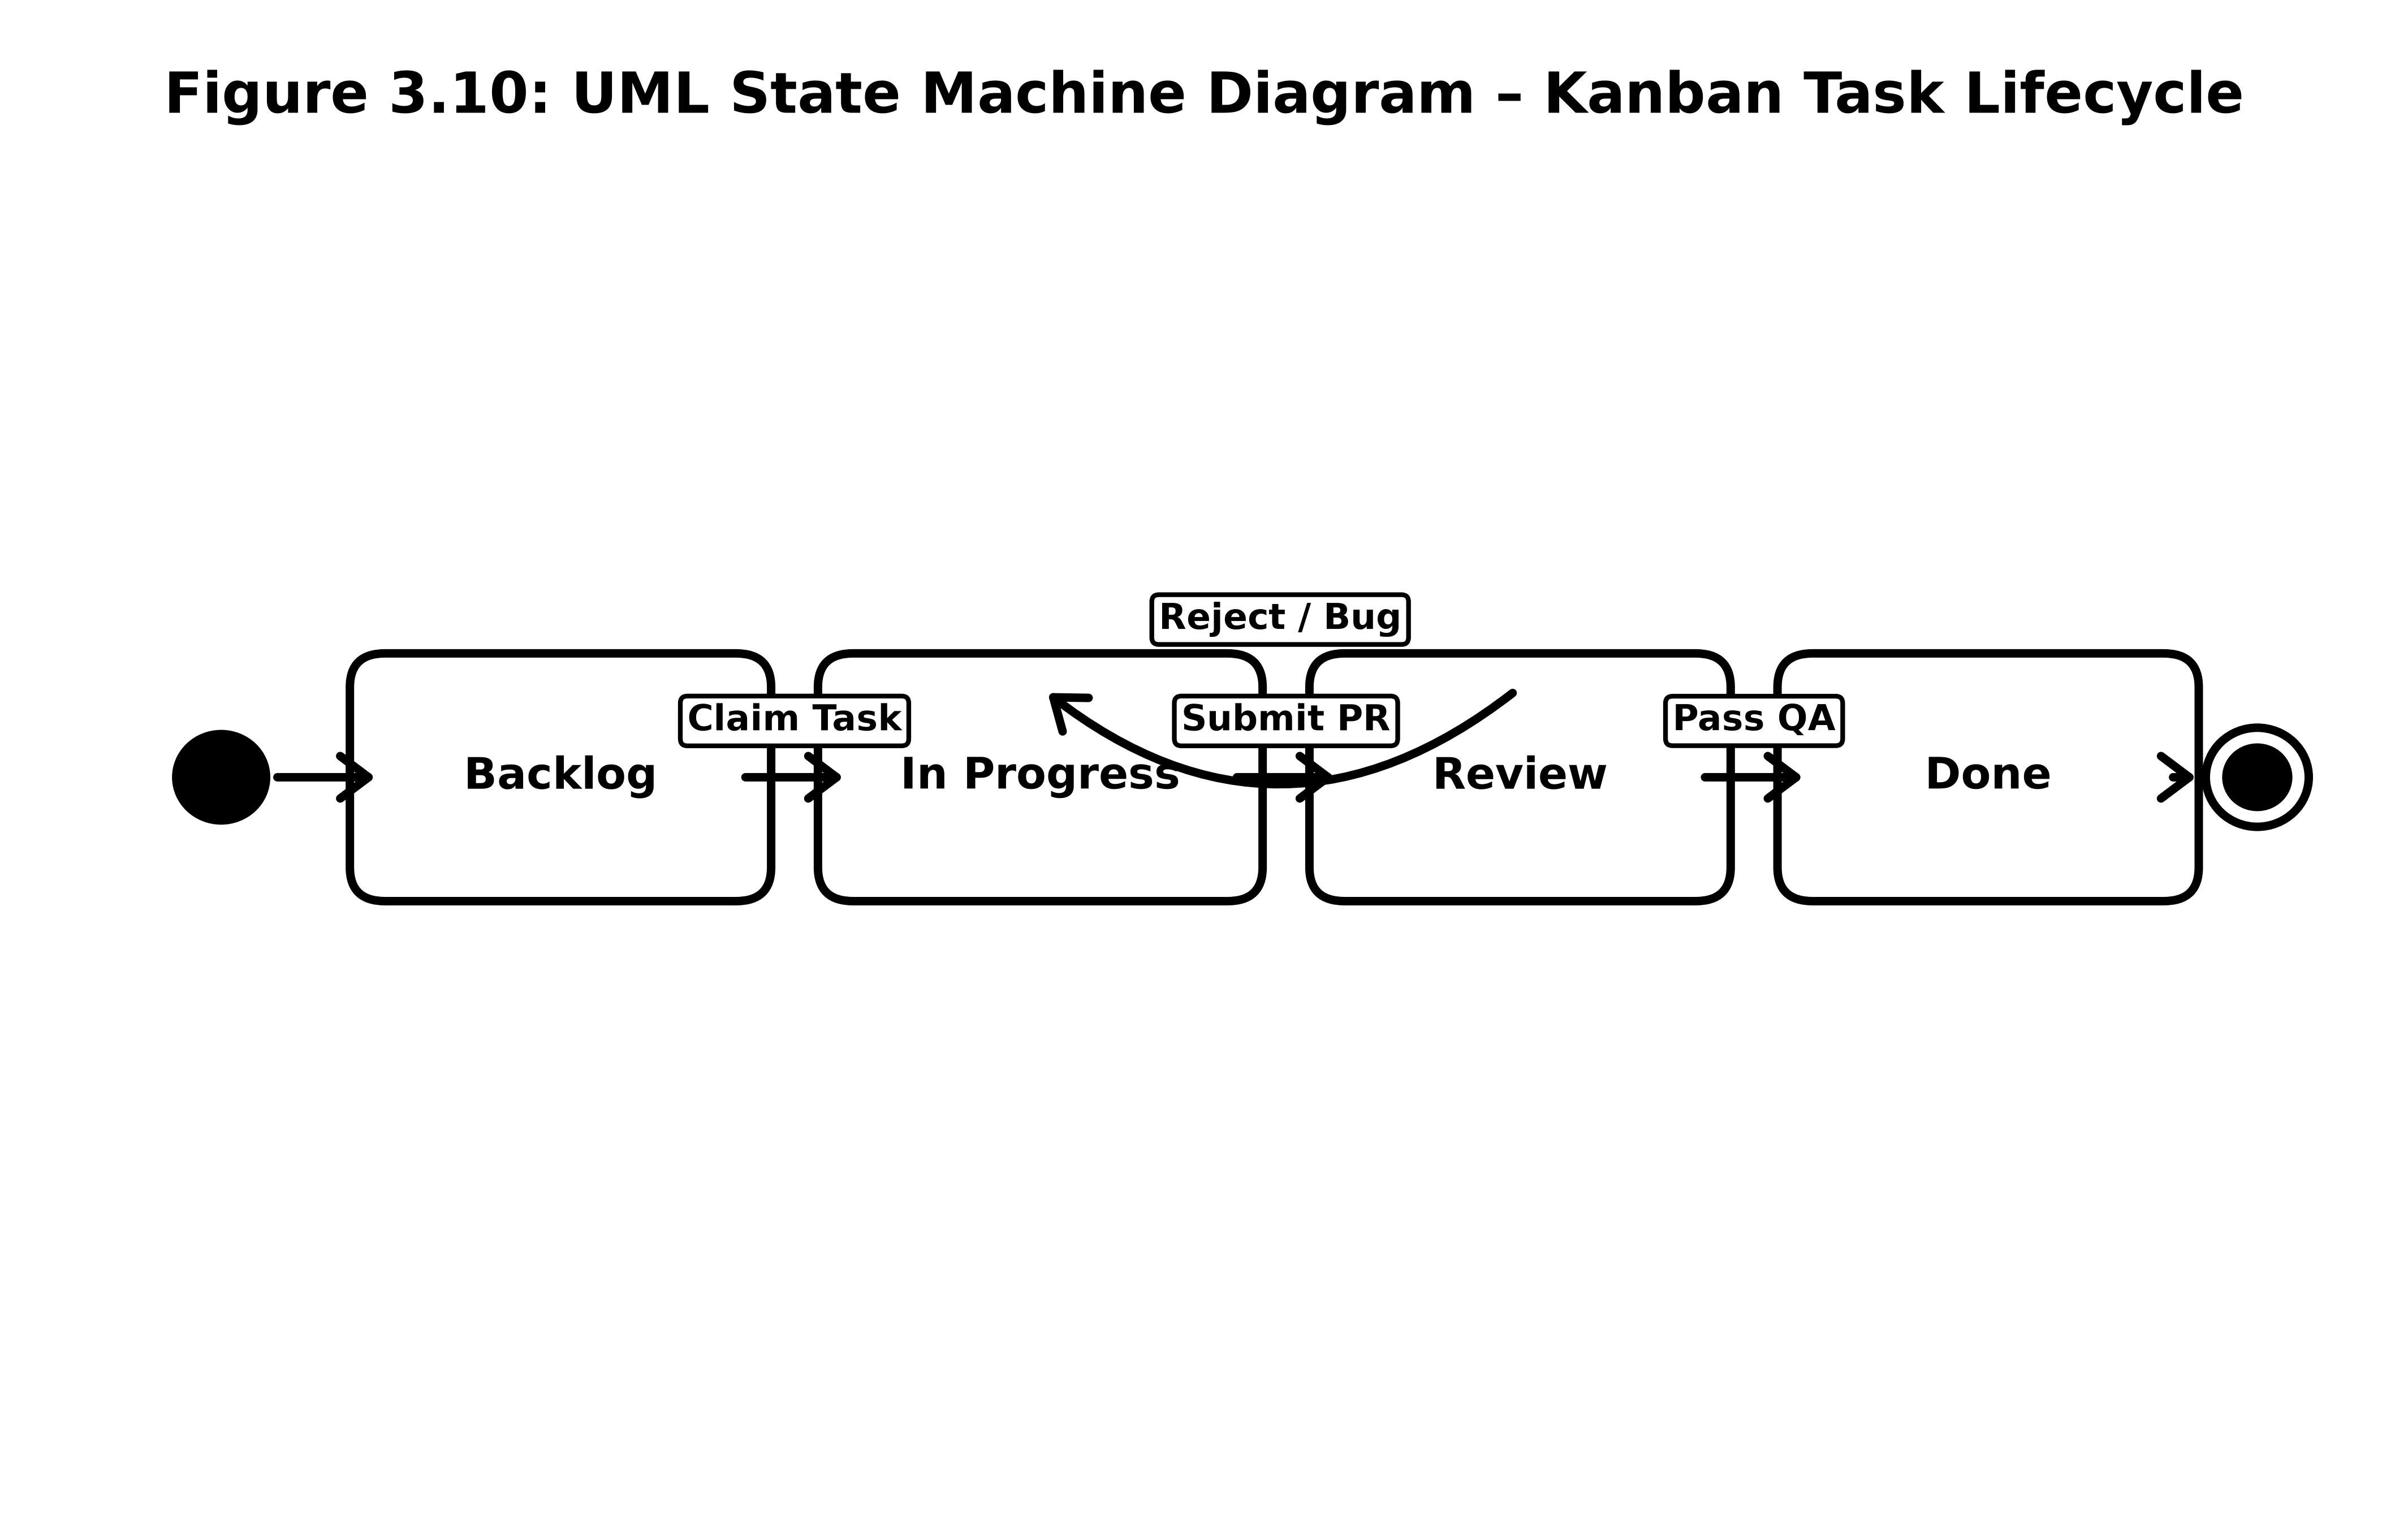 Figure 3.10: UML State Machine Diagram – Kanban Task Lifecycle
Reject / Bug
Claim Task
Submit PR
Pass QA
Backlog
In Progress
Review
Done